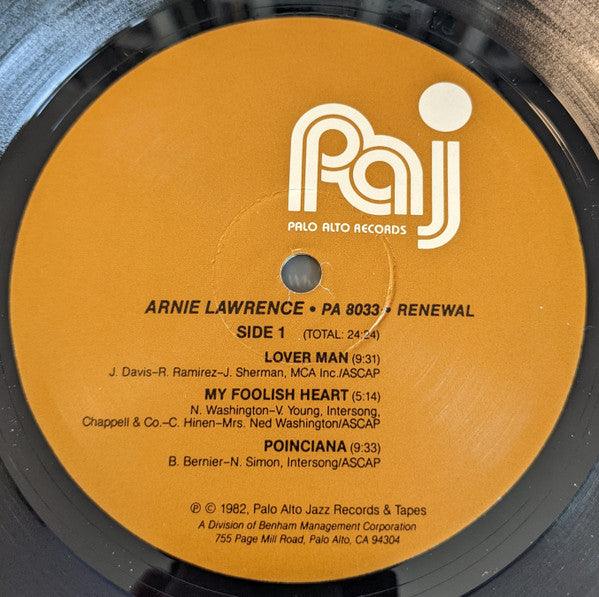 Paj
PALO ALTO RECORDS
ARNIE LAWRENCE • PA 8033 • RENEWAL
SIDE 1 (TOTAL: 24:24)
LOVER MAN (9:31)
J. Davis–R. Ramirez–J. Sherman, MCA Inc./ASCAP
MY FOOLISH HEART (5:14)
N. Washington–V. Young, Intersong,
Chappell & Co.–C. Hinen–Mrs. Ned Washington/ASCAP
POINCIANA (9:33)
B. Bernier–N. Simon, Intersong/ASCAP
℗ © 1982, Palo Alto Jazz Records & Tapes
A Division of Benham Management Corporation
755 Page Mill Road, Palo Alto, CA 94304